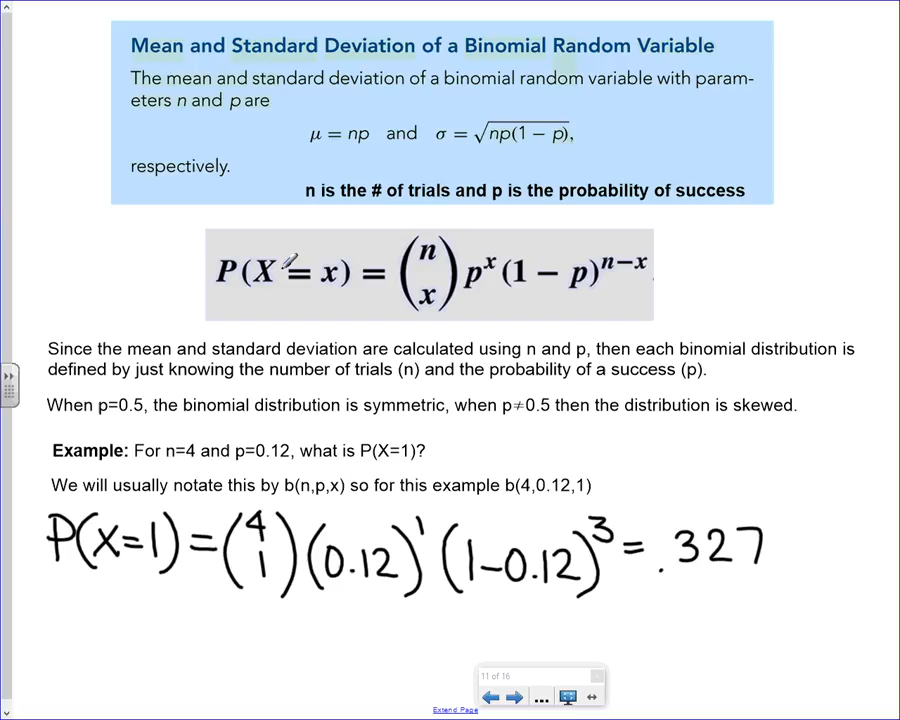 Mean and Standard Deviation of a Binomial Random Variable
The mean and standard deviation of a binomial random variable with param-
eters n and p are
μ = np and σ = √np(1 − p),
respectively.
n is the # of trials and p is the probability of success
P(X = x) = (n x) pˣ (1 − p)ⁿ⁻ˣ
Since the mean and standard deviation are calculated using n and p, then each binomial distribution is
defined by just knowing the number of trials (n) and the probability of a success (p).
When p=0.5, the binomial distribution is symmetric, when p≠0.5 then the distribution is skewed.
Example: For n=4 and p=0.12, what is P(X=1)?
We will usually notate this by b(n,p,x) so for this example b(4,0.12,1)
P(X=1) = (4 1) (0.12)¹ (1-0.12)³ = .327
11 of 16
Extend Page